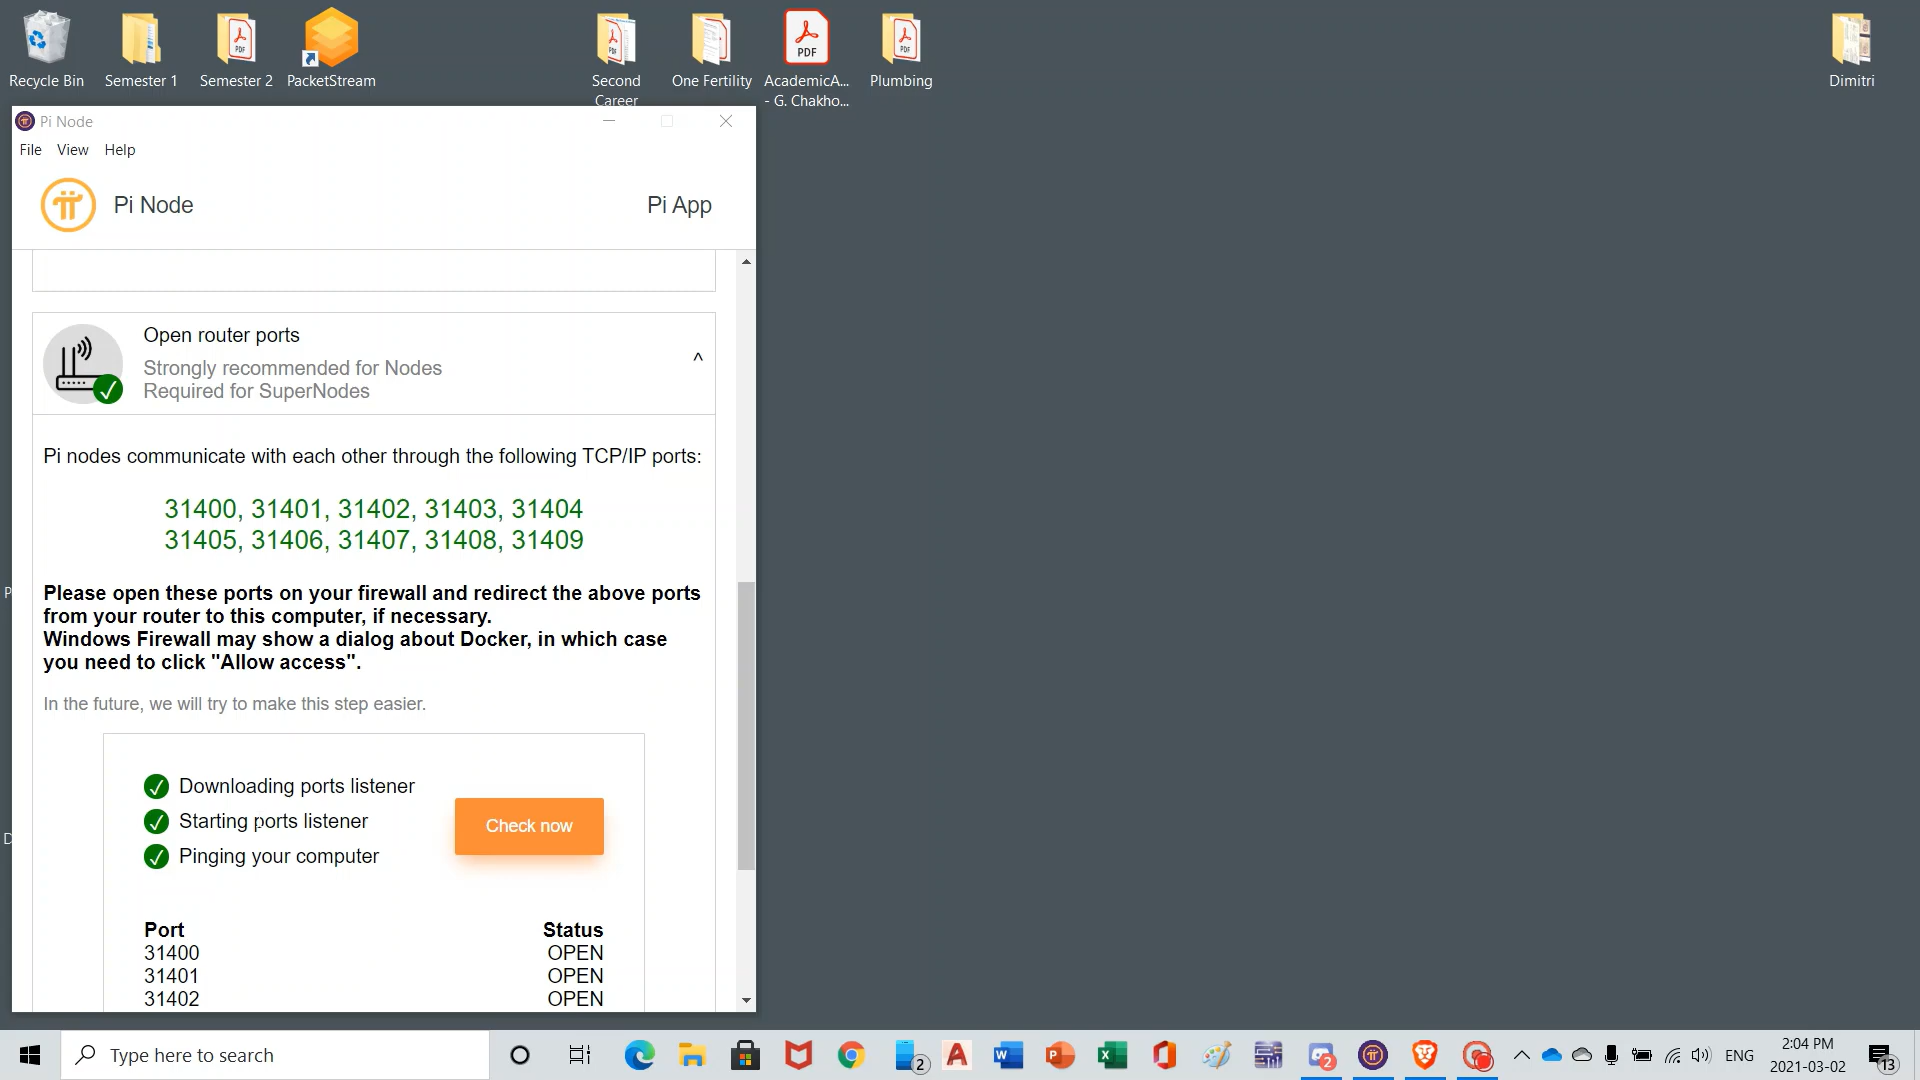 Recycle Bin
Semester 1
Semester 2
PacketStream
Second
Career
One Fertility
AcademicA...
- G. Chakho...
Plumbing
Dimitri
Pi Node
File View Help
Pi Node
Pi App
Open router ports
Strongly recommended for Nodes
Required for SuperNodes
Pi nodes communicate with each other through the following TCP/IP ports:
31400, 31401, 31402, 31403, 31404
31405, 31406, 31407, 31408, 31409
Please open these ports on your firewall and redirect the above ports
from your router to this computer, if necessary.
Windows Firewall may show a dialog about Docker, in which case
you need to click "Allow access".
In the future, we will try to make this step easier.
Downloading ports listener
Starting ports listener
Pinging your computer
Check now
Port Status
31400 OPEN
31401 OPEN
31402 OPEN
Type here to search
2
2
ENG
2:04 PM
2021-03-02
13